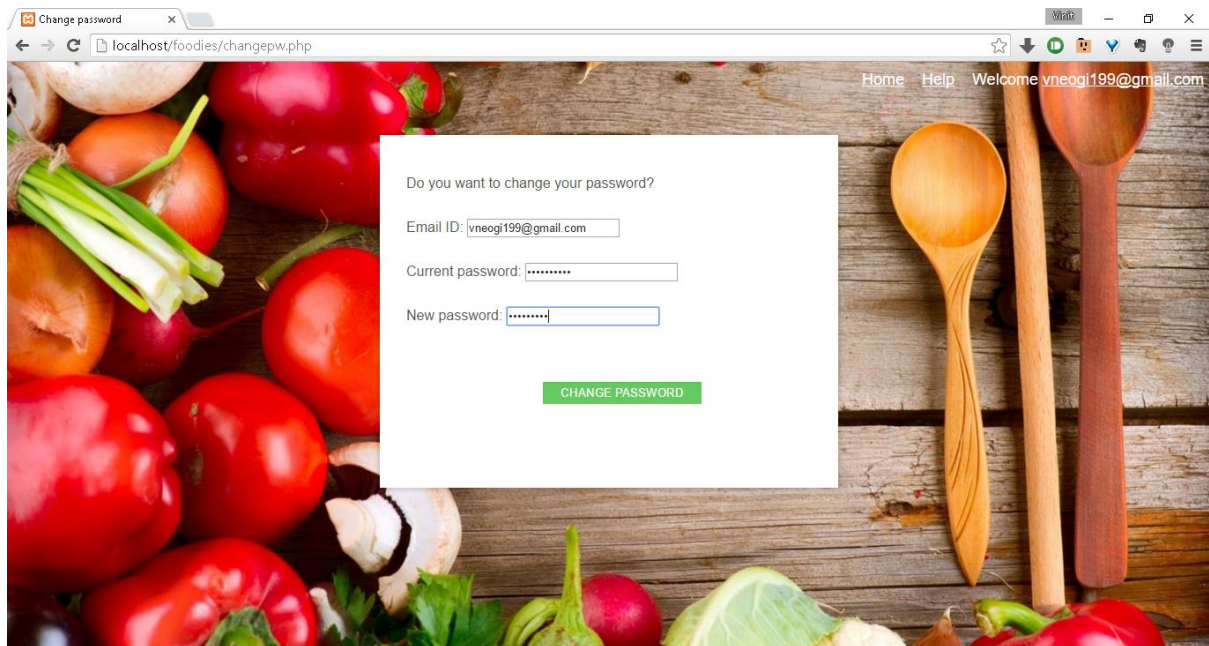 Change password
Vinit
localhost/foodies/changepw.php
Home Help Welcome vneogi199@gmail.com
Do you want to change your password?
Email ID: vneogi199@gmail.com
Current password: ••••••••••
New password: •••••••••
CHANGE PASSWORD